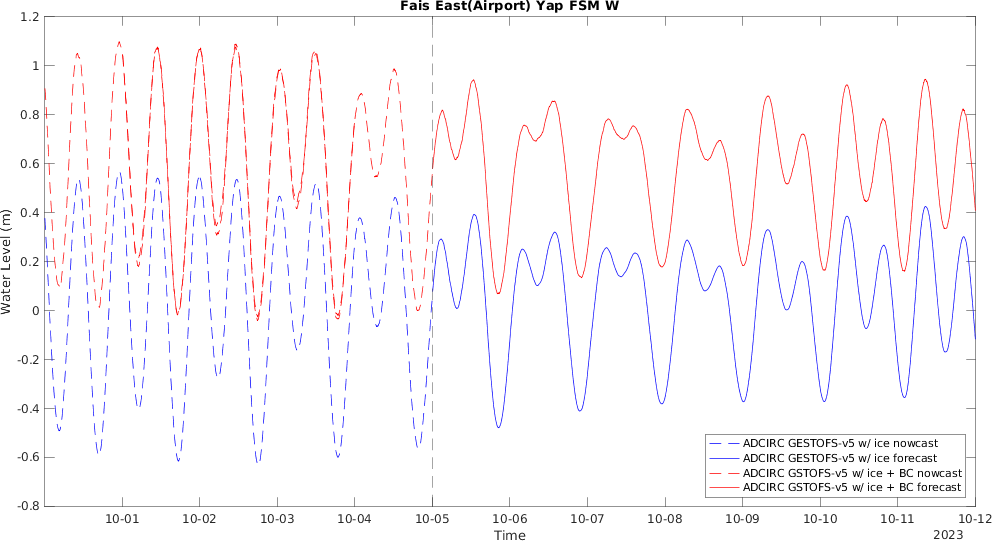 Fais East(Airport) Yap FSM W
1.2
1
0.8
0.6
0.4
0.2
0
-0.2
-0.4
-0.6
-0.8
Water Level (m)
ADCIRC GESTOFS-v5 w/ ice nowcast
ADCIRC GESTOFS-v5 w/ ice forecast
ADCIRC GSTOFS-v5 w/ ice + BC nowcast
ADCIRC GSTOFS-v5 w/ ice + BC forecast
10-01 10-02 10-03 10-04 10-05 10-06 10-07 10-08 10-09 10-10 10-11 10-12
Time
2023